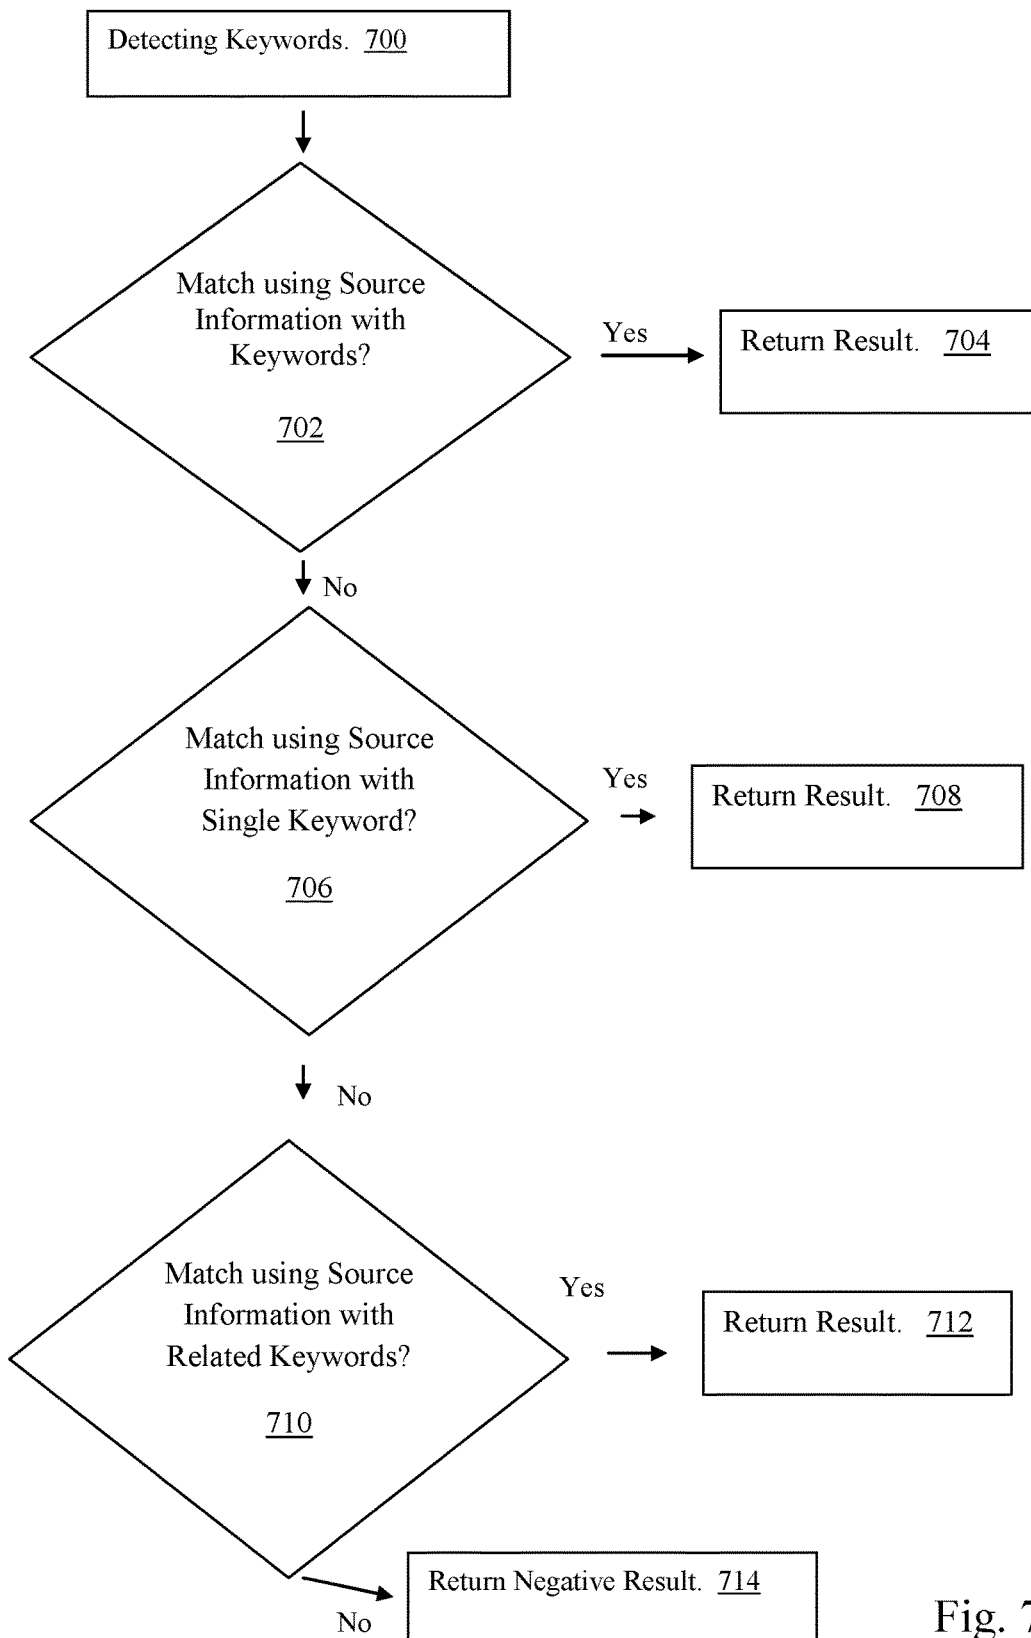 Detecting Keywords. 700
Match using Source
Information with
Keywords?
702
Yes
Return Result. 704
No
Match using Source
Information with
Single Keyword?
706
Yes
Return Result. 708
No
Match using Source
Information with
Related Keywords?
710
Yes
Return Result. 712
No
Return Negative Result. 714
Fig. 7